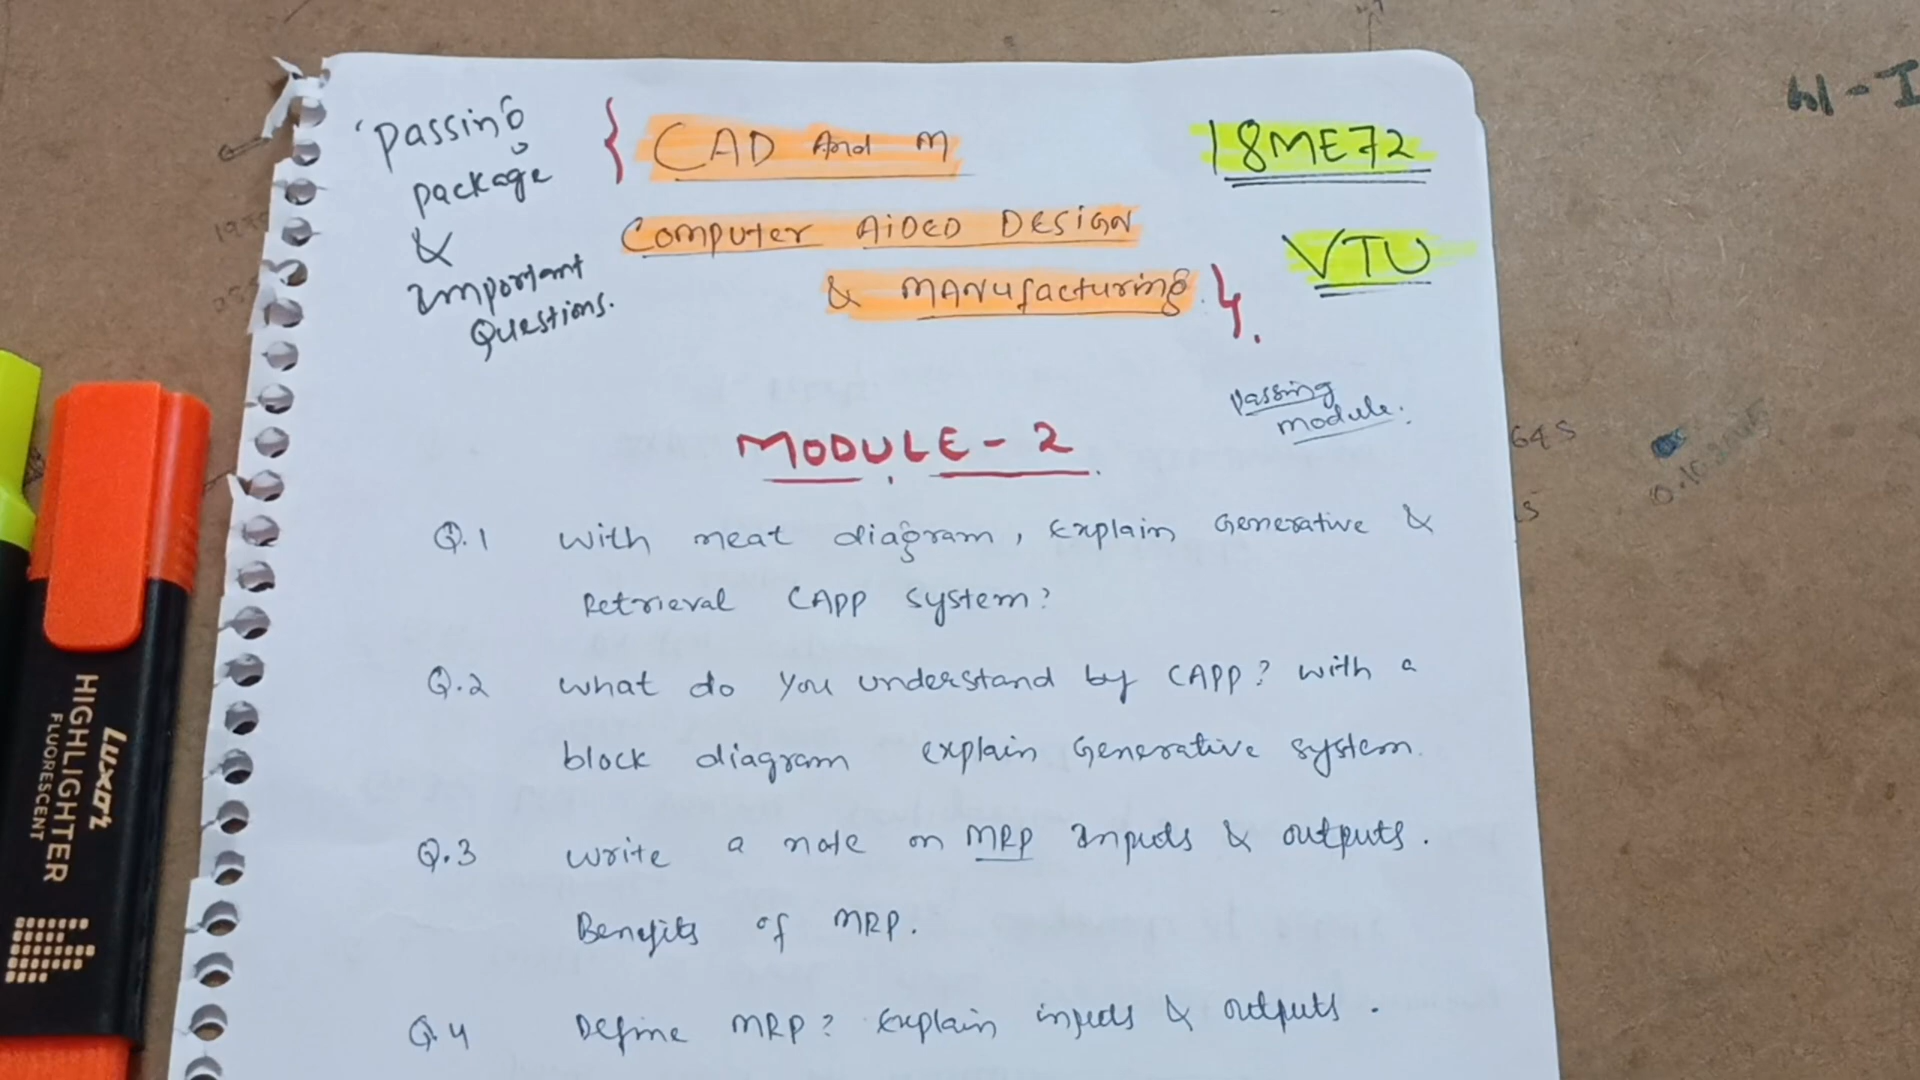 'Passing
package
&
Important
Questions.
{ CAD And M
Computer AiDED DESIGN
& MANufacturing }.
18ME72
VTU
Passing
module.
MODULE - 2
Q.1 With neat diagram, Explain Generative &
Retrieval CAPP system?
Q.2 What do you understand by CAPP? with a
block diagram explain Generative system.
Q.3 write a note on MRP Inputs & outputs.
Benefits of MRP.
Q.4 Define MRP? Explain inputs & outputs.
Luxor
HIGHLIGHTER
FLUORESCENT
645